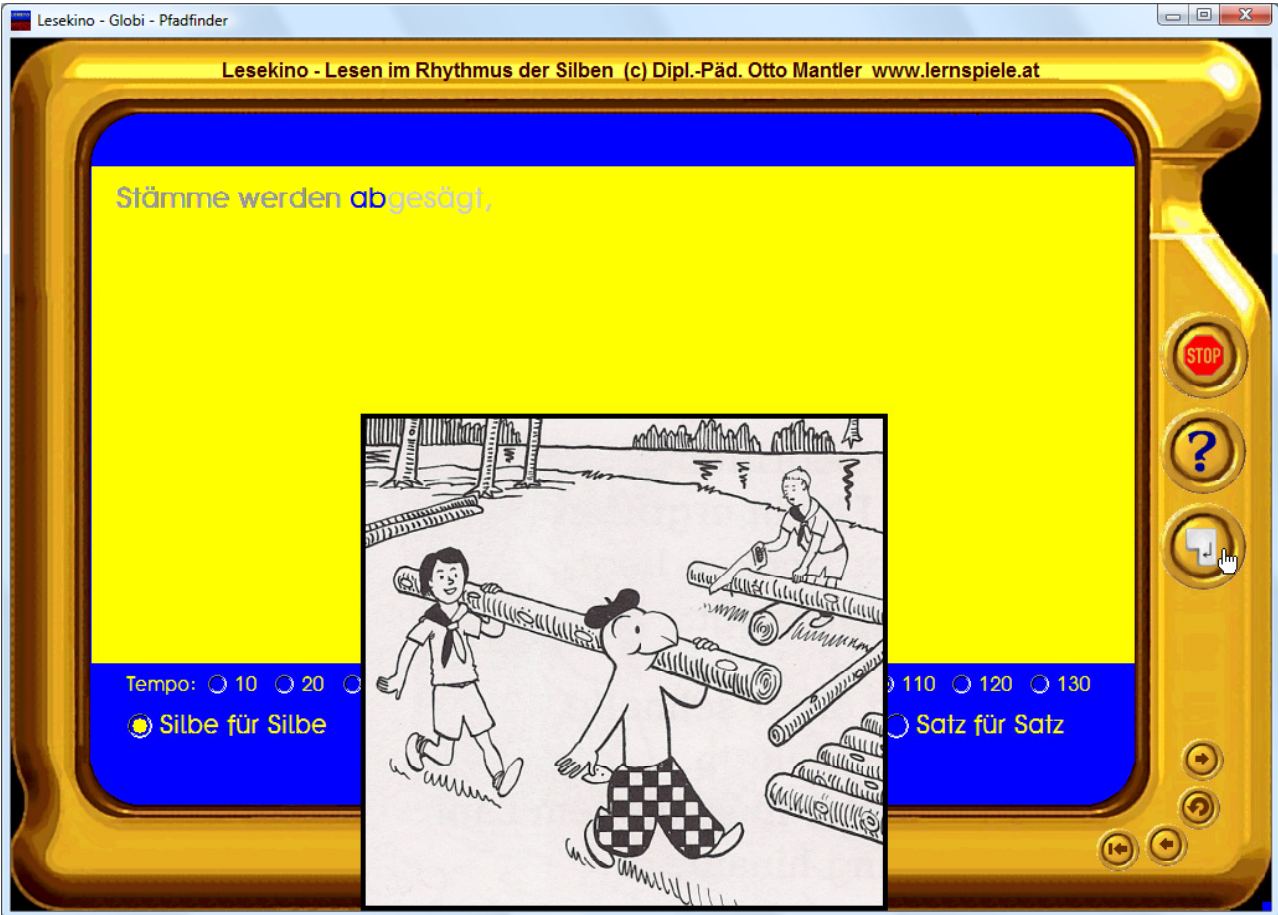 Lesekino - Globi - Pfadfinder
Lesekino - Lesen im Rhythmus der Silben (c) Dipl.-Päd. Otto Mantler www.lernspiele.at
Stämme werden abgesägt,
STOP
?
Tempo: 10 20 110 120 130
Silbe für Silbe Satz für Satz